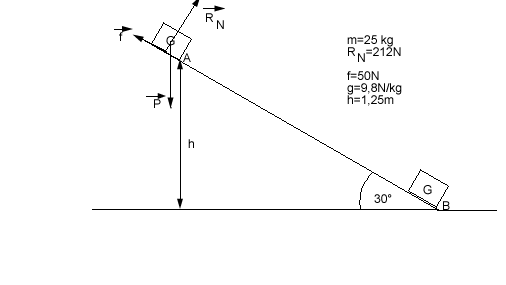 R N
f
G
A
P
h
m=25 kg
R N=212N
f=50N
g=9,8N/kg
h=1,25m
30°
G
B